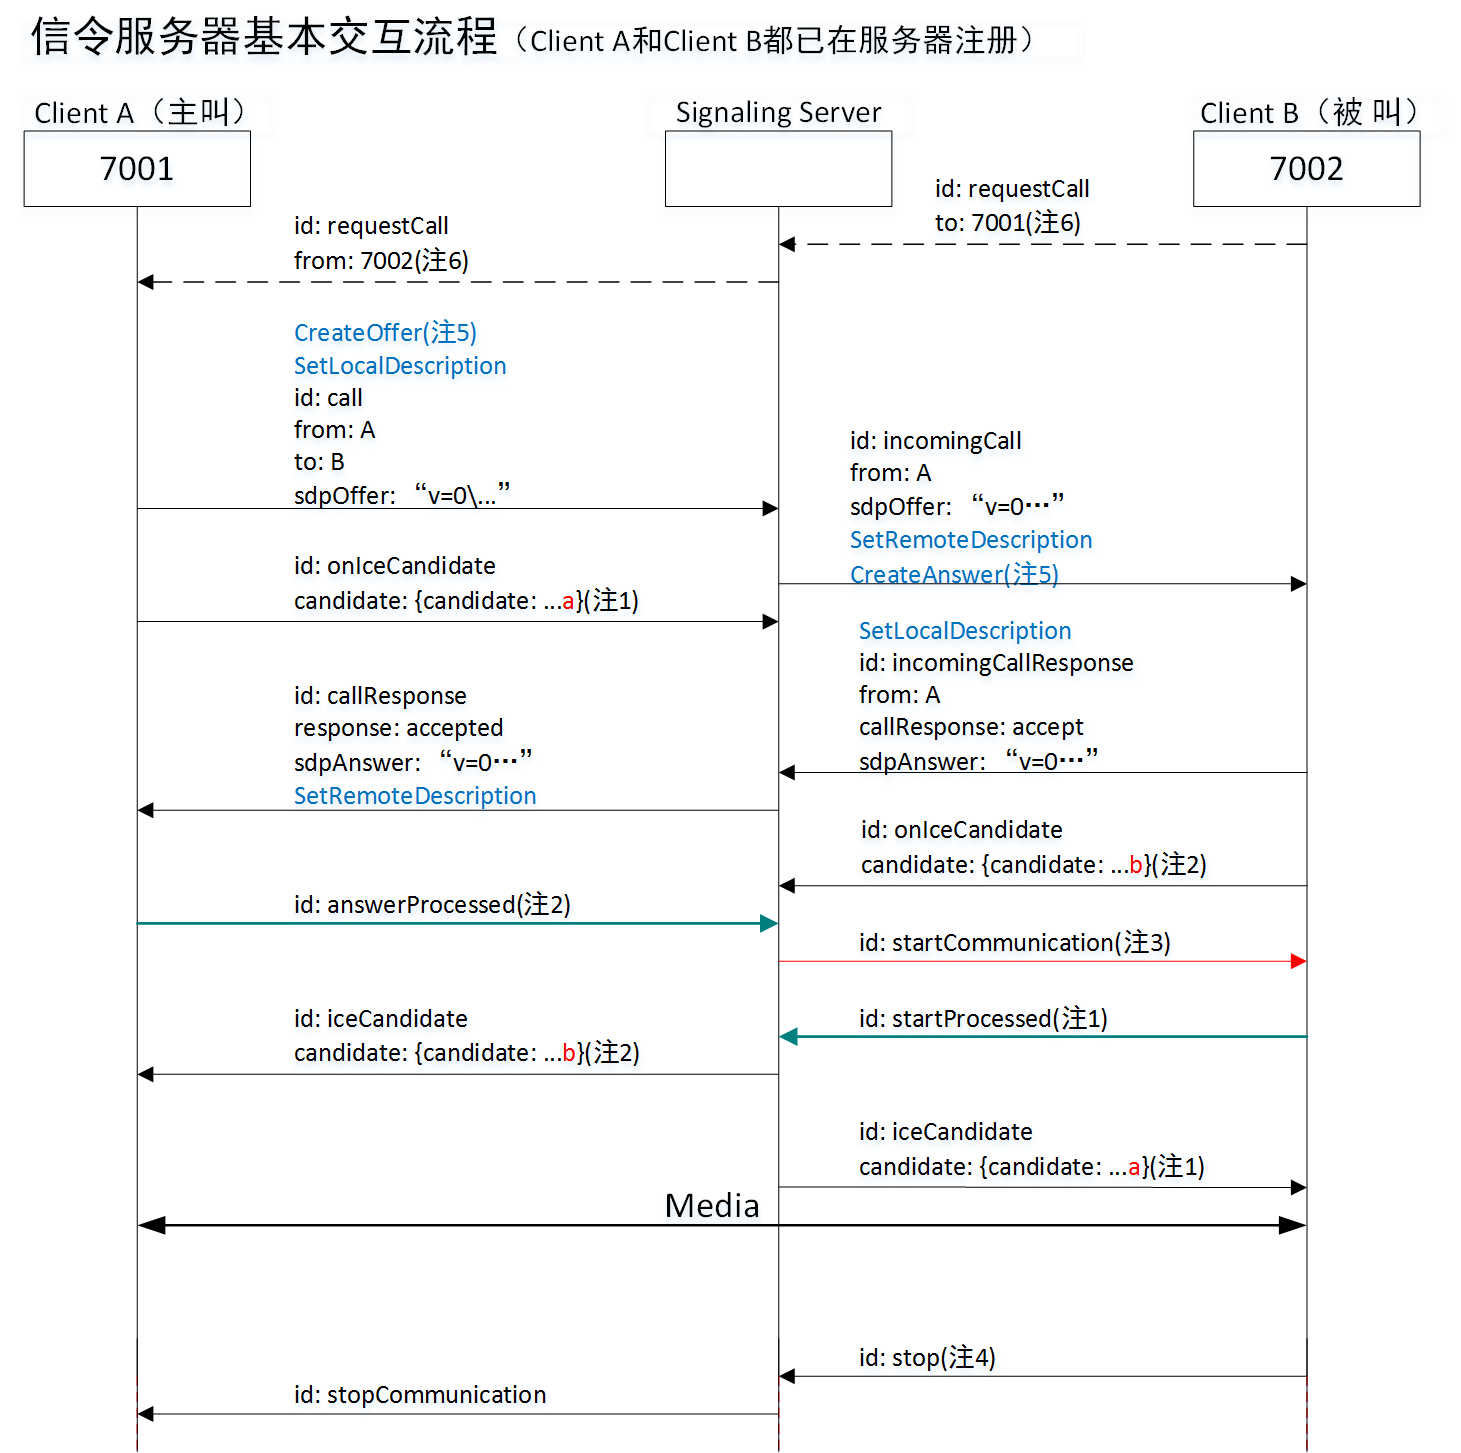 信令服务器基本交互流程（Client A和Client B都已在服务器注册）
Client A（主叫）
Signaling Server
Client B（被 叫）
7001
7002
id: requestCall
to: 7001(注6)
id: requestCall
from: 7002(注6)
CreateOffer(注5)
SetLocalDescription
id: call
from: A
to: B
sdpOffer: “v=0\...”
id: incomingCall
from: A
sdpOffer: “v=0···”
SetRemoteDescription
CreateAnswer(注5)
id: onIceCandidate
candidate: {candidate: ...a}(注1)
SetLocalDescription
id: incomingCallResponse
from: A
callResponse: accept
sdpAnswer: “v=0···”
id: callResponse
response: accepted
sdpAnswer: “v=0···”
SetRemoteDescription
id: onIceCandidate
candidate: {candidate: ...b}(注2)
id: answerProcessed(注2)
id: startCommunication(注3)
id: startProcessed(注1)
id: iceCandidate
candidate: {candidate: ...b}(注2)
id: iceCandidate
candidate: {candidate: ...a}(注1)
Media
id: stop(注4)
id: stopCommunication